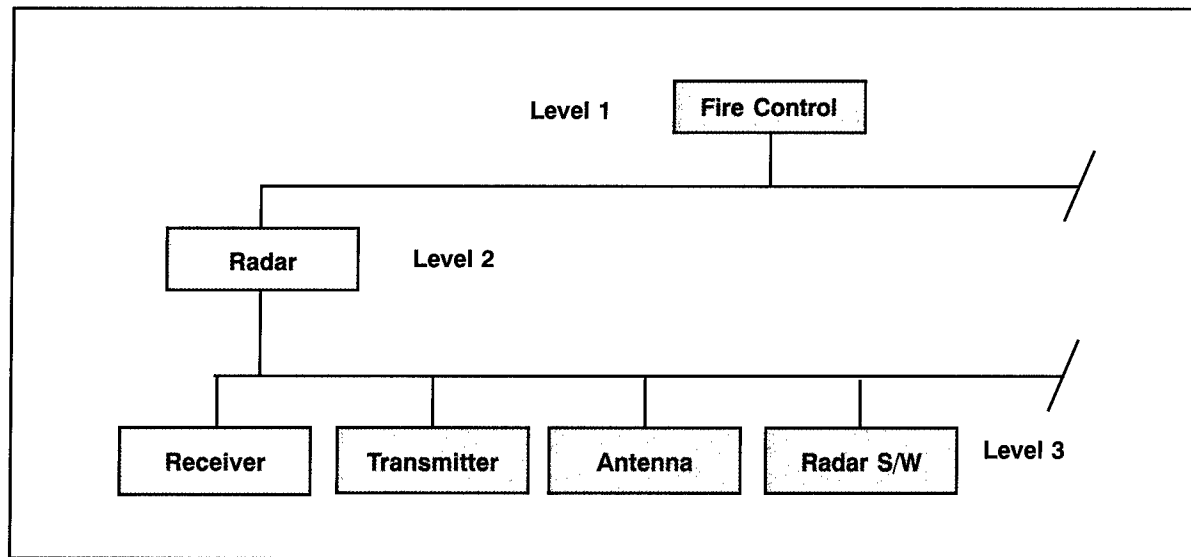 Level 1
Fire Control
Radar
Level 2
Receiver
Transmitter
Antenna
Radar S/W
Level 3